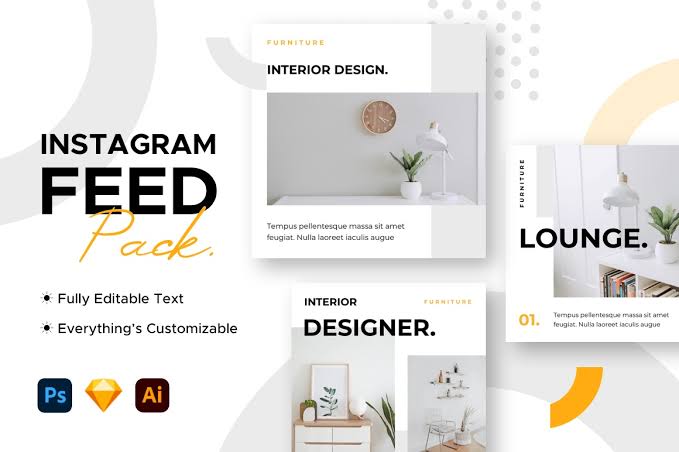 INSTAGRAM
FEED
Pack.
Fully Editable Text
Everything's Customizable
Ps
Ai
FURNITURE
INTERIOR DESIGN.
Tempus pellentesque massa sit amet
feugiat. Nulla laoreet iaculis augue
INTERIOR
FURNITURE
DESIGNER.
FURNITURE
LOUNGE.
01.
Tempus pellentesque massa sit amet
feugiat. Nulla laoreet iaculis augue